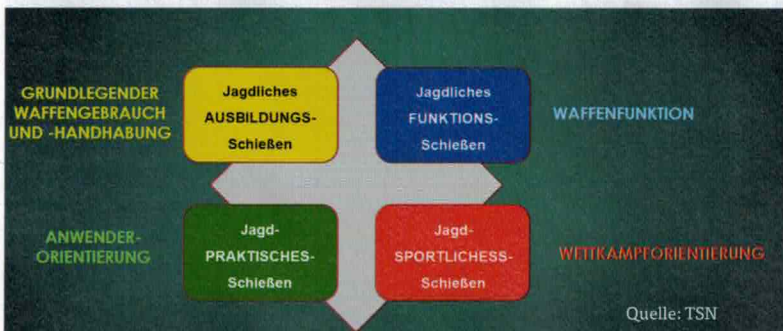 GRUNDLEGENDER
WAFFENGEBRAUCH
UND -HANDHABUNG
Jagdliches
AUSBILDUNGS-
Schießen
Jagdliches
FUNKTIONS-
Schießen
WAFFENFUNKTION
ANWENDER-
ORIENTIERUNG
Jagd-
PRAKTISCHES-
Schießen
Jagd-
SPORTLICHESS-
Schießen
WETTKAMPFORIENTIERUNG
Quelle: TSN